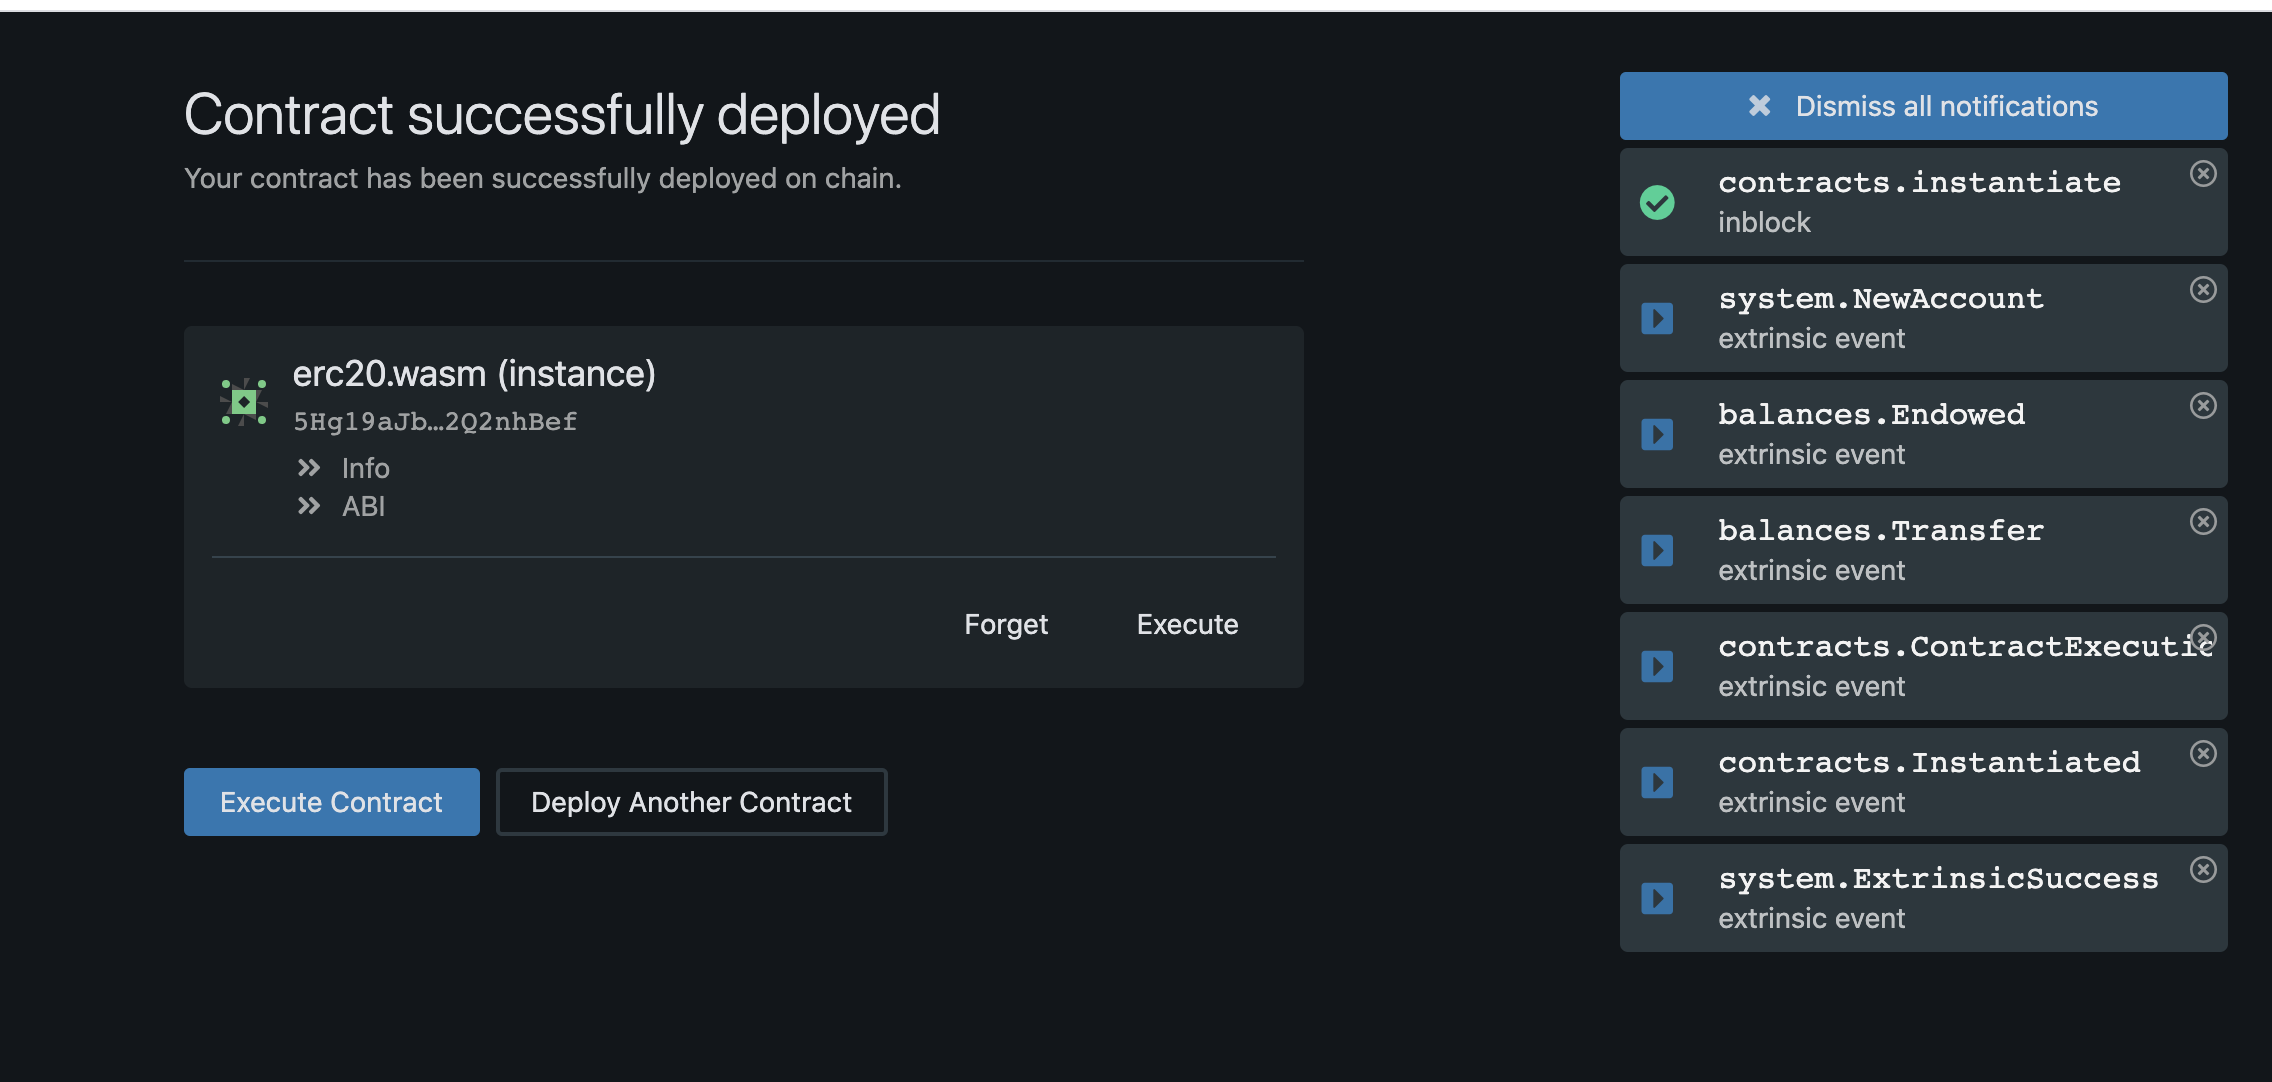 Contract successfully deployed
Your contract has been successfully deployed on chain.
erc20.wasm (instance)
5Hg19aJb…2Q2nhBef
Info
ABI
Forget
Execute
Execute Contract
Deploy Another Contract
Dismiss all notifications
contracts.instantiate
inblock
system.NewAccount
extrinsic event
balances.Endowed
extrinsic event
balances.Transfer
extrinsic event
contracts.ContractExecutio
extrinsic event
contracts.Instantiated
extrinsic event
system.ExtrinsicSuccess
extrinsic event